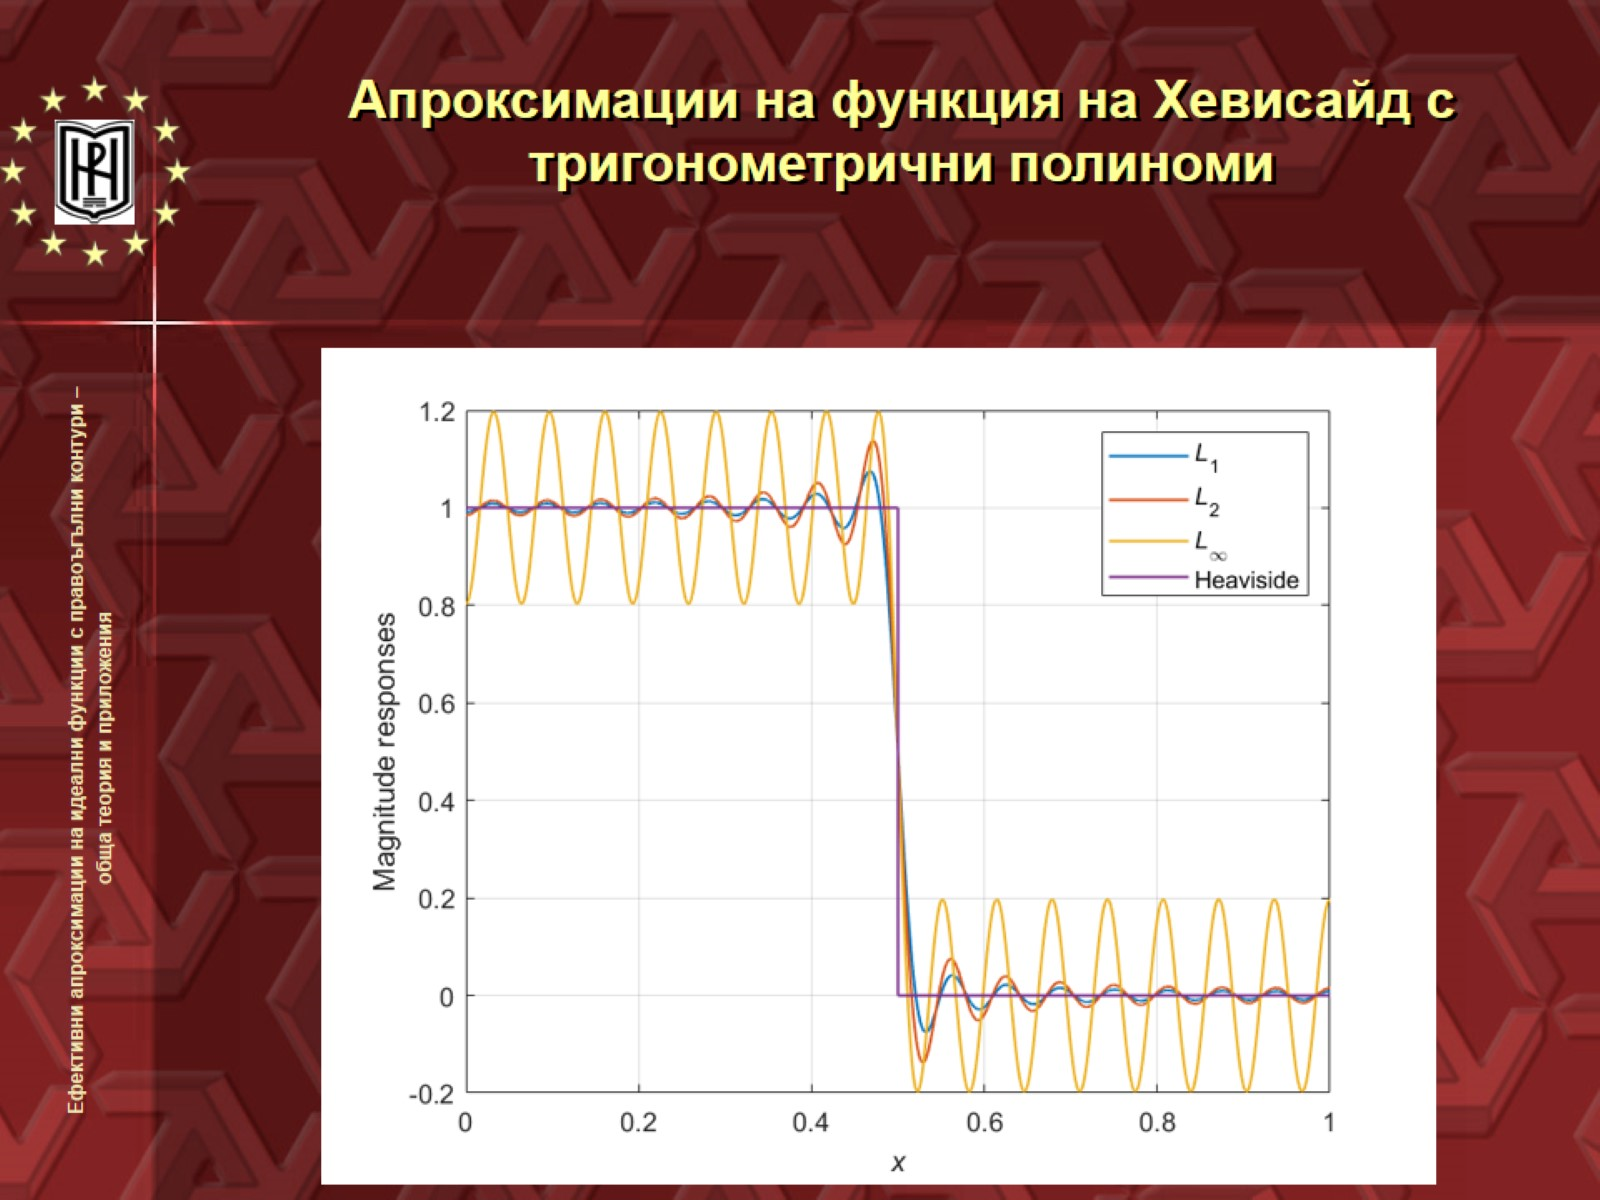 Апроксимации на функция на Хевисайд с
тригонометрични полиноми
Ефективни апроксимации на идеални функции с правоъгълни контури –
обща теория и приложения
1.2
1
0.8
0.6
0.4
0.2
0
-0.2
Magnitude responses
0 0.2 0.4 0.6 0.8 1
x
L1
L2
L∞
Heaviside